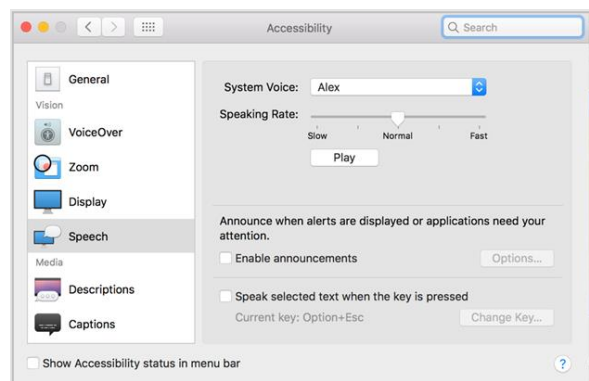 Accessibility
Search
General
Vision
VoiceOver
Zoom
Display
Speech
Media
Descriptions
Captions
System Voice: Alex
Speaking Rate:
Slow Normal Fast
Play
Announce when alerts are displayed or applications need your
attention.
Enable announcements Options...
Speak selected text when the key is pressed
Current key: Option+Esc Change Key...
Show Accessibility status in menu bar ?